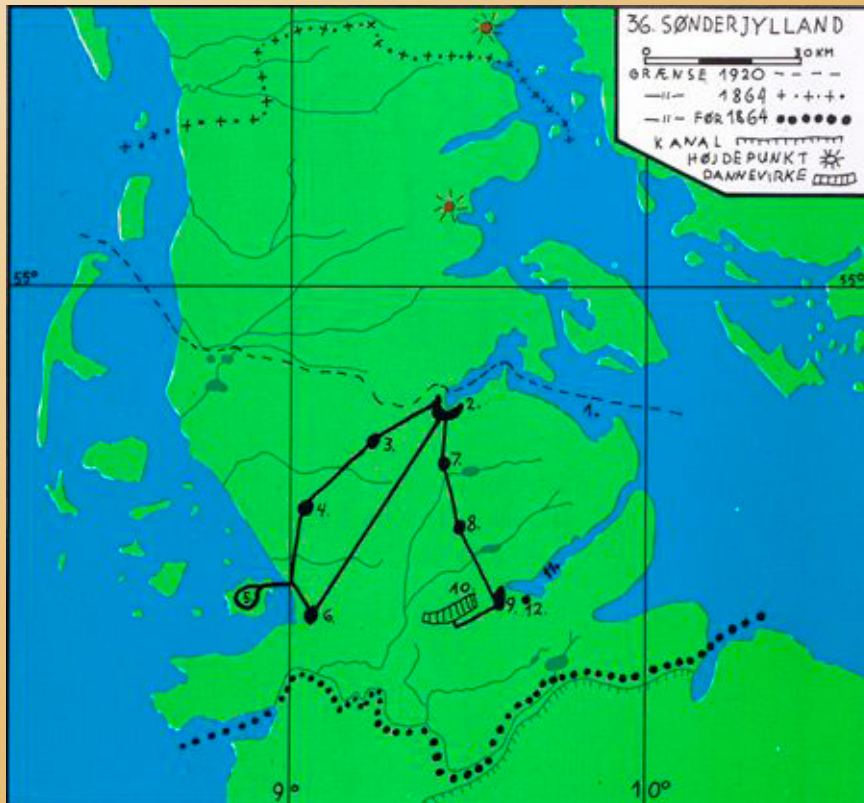 36. SØNDERJYLLAND
0 30 KM
GRÆNSE 1920
—"— 1864
—"— FØR 1864
KANAL
HØJDEPUNKT
DANNEVIRKE
55° 15°
1.
2.
3.
7.
4.
8.
11.
5.
10
9.
12.
6.
9° 10°